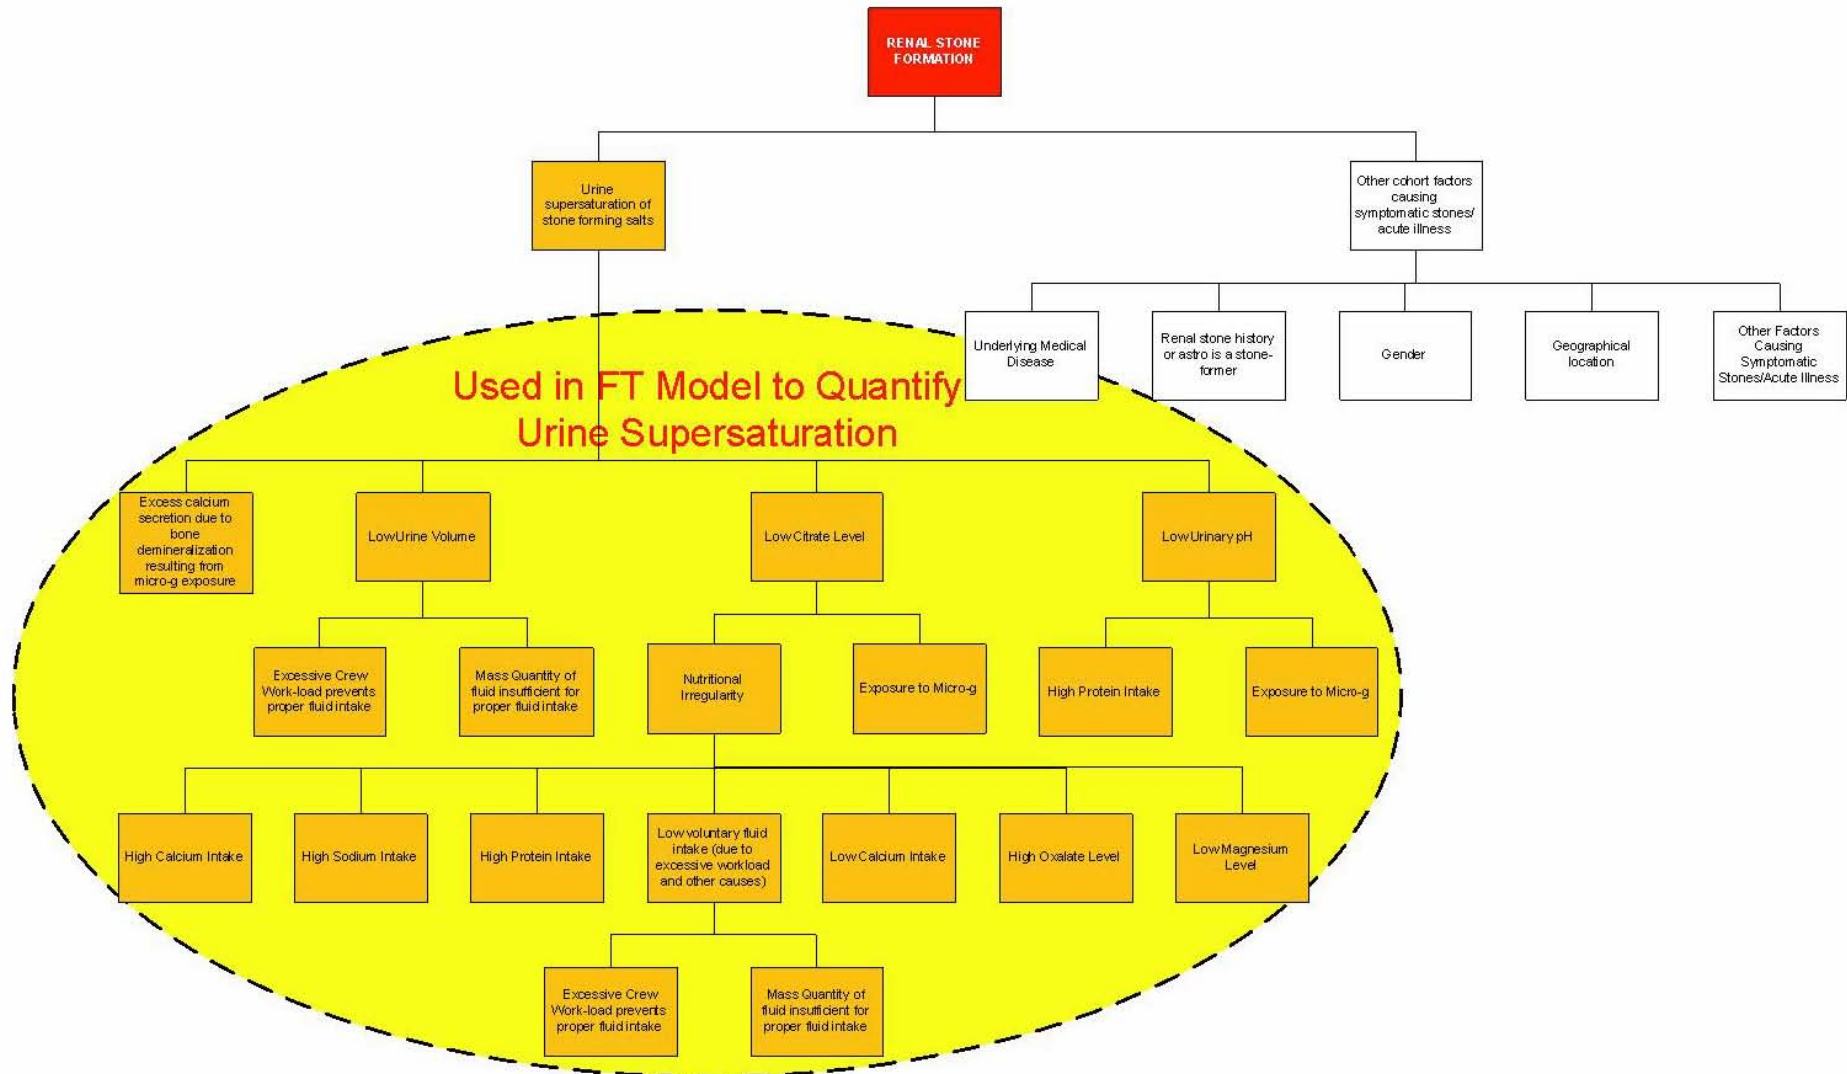 RENAL STONE
FORMATION
Urine
supersaturation of
stone forming salts
Other cohort factors
causing
symptomatic stones/
acute illness
Underlying Medical
Disease
Renal stone history
or astro is a stone-
former
Gender
Geographical
location
Other Factors
Causing
Symptomatic
Stones/Acute Illness
Used in FT Model to Quantify
Urine Supersaturation
Excess calcium
secretion due to
bone
demineralization
resulting from
micro-g exposure
Low Urine Volume
Low Citrate Level
Low Urinary pH
Excessive Crew
Work-load prevents
proper fluid intake
Mass Quantity of
fluid insufficient for
proper fluid intake
Nutritional
Irregularity
Exposure to Micro-g
High Protein Intake
Exposure to Micro-g
High Calcium Intake
High Sodium Intake
High Protein Intake
Low voluntary fluid
intake (due to
excessive workload
and other causes)
Low Calcium Intake
High Oxalate Level
Low Magnesium
Level
Excessive Crew
Work-load prevents
proper fluid intake
Mass Quantity of
fluid insufficient for
proper fluid intake